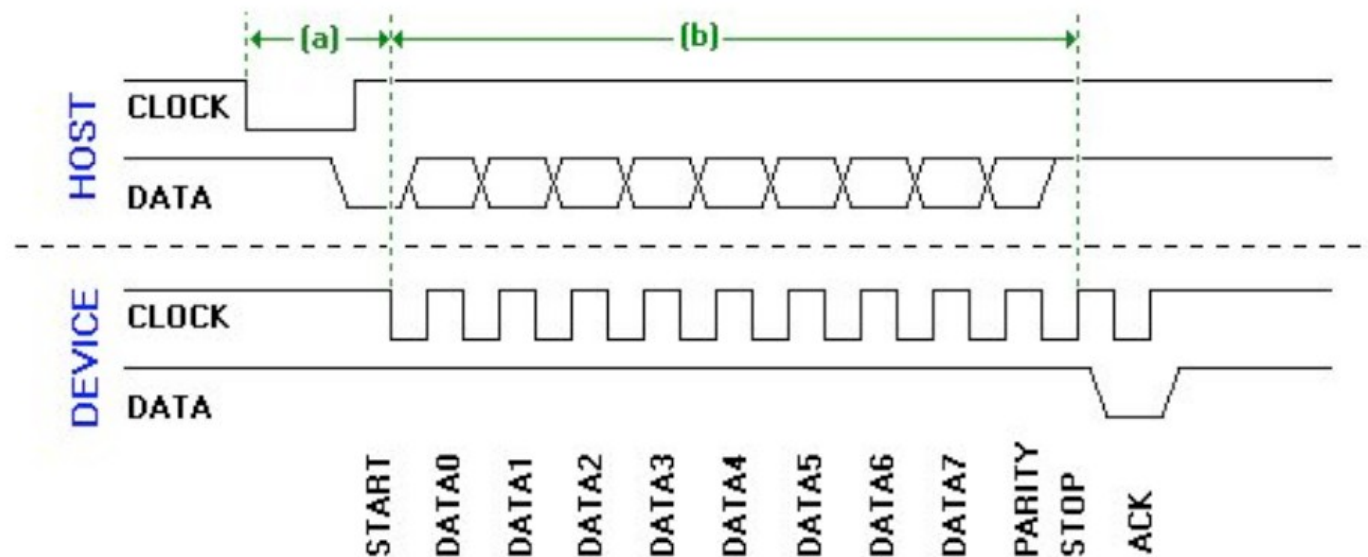 (a) (b)
HOST
CLOCK
DATA
DEVICE
CLOCK
DATA
START
DATA0
DATA1
DATA2
DATA3
DATA4
DATA5
DATA6
DATA7
PARITY
STOP
ACK